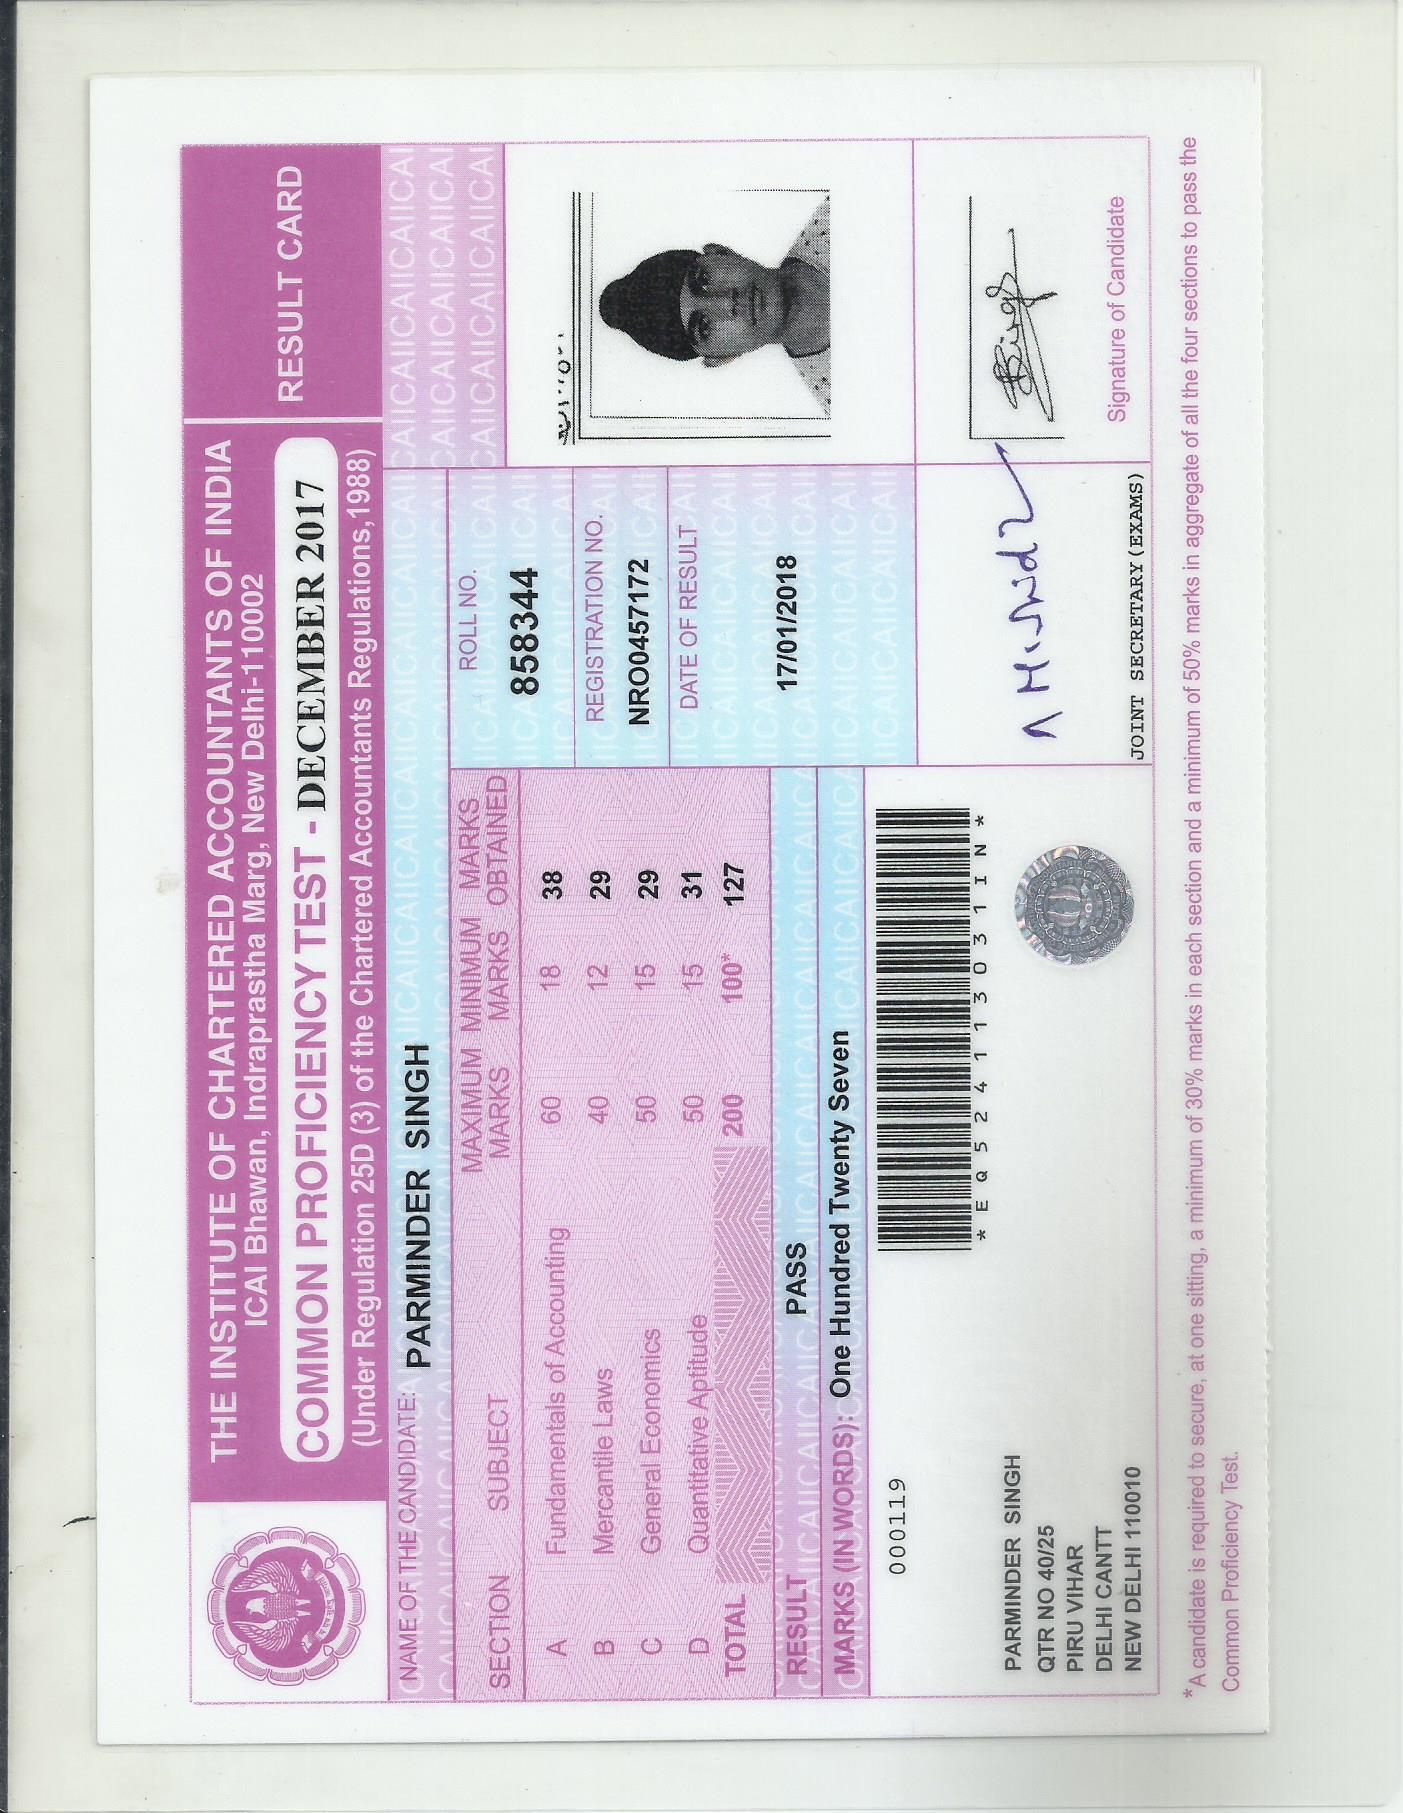 THE INSTITUTE OF CHARTERED ACCOUNTANTS OF INDIA
ICAI Bhawan, Indraprastha Marg, New Delhi-110002
COMMON PROFICIENCY TEST - DECEMBER 2017
(Under Regulation 25D (3) of the Chartered Accountants Regulations,1988)
RESULT CARD
NAME OF THE CANDIDATE: PARMINDER SINGH
SECTION SUBJECT MAXIMUM MARKS MINIMUM MARKS MARKS OBTAINED
A Fundamentals of Accounting 60 18 38
B Mercantile Laws 40 12 29
C General Economics 50 15 29
D Quantitative Aptitude 50 15 31
TOTAL 200 100* 127
RESULT PASS
MARKS (IN WORDS): One Hundred Twenty Seven
ROLL NO.
858344
REGISTRATION NO.
NRO0457172
DATE OF RESULT
17/01/2018
000119
*EQ524113031IN*
PARMINDER SINGH
QTR NO 40/25
PIRU VIHAR
DELHI CANTT
NEW DELHI 110010
JOINT SECRETARY(EXAMS)
Signature of Candidate
*A candidate is required to secure, at one sitting, a minimum of 30% marks in each section and a minimum of 50% marks in aggregate of all the four sections to pass the
Common Proficiency Test.